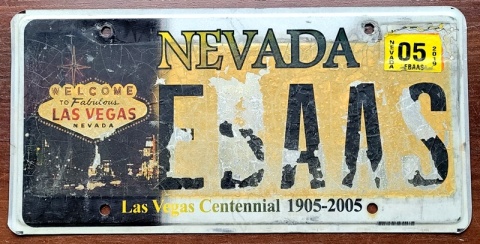 NEVADA
NEVADA 05 2019
EBAAS
WELCOME
TO Fabulous
LAS VEGAS
NEVADA
EBAAS
Las Vegas Centennial 1905-2005